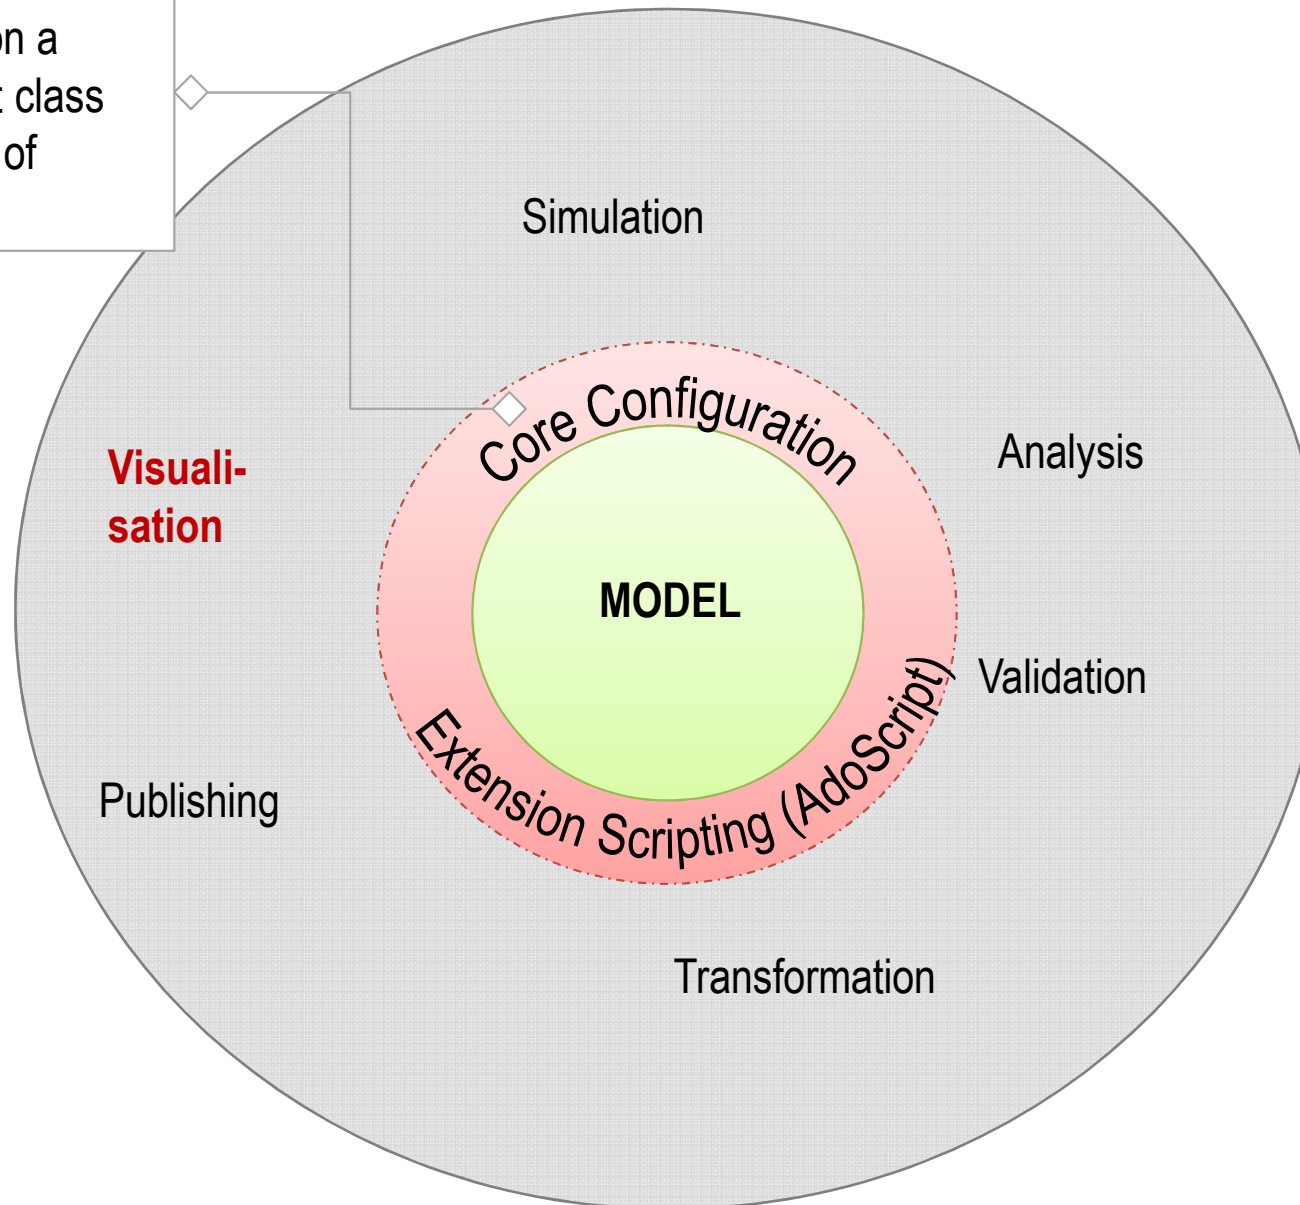 on a
class
of
Simulation
Core Configuration
Analysis
Visuali-
sation
MODEL
Validation
Extension Scripting (AdoScript)
Publishing
Transformation